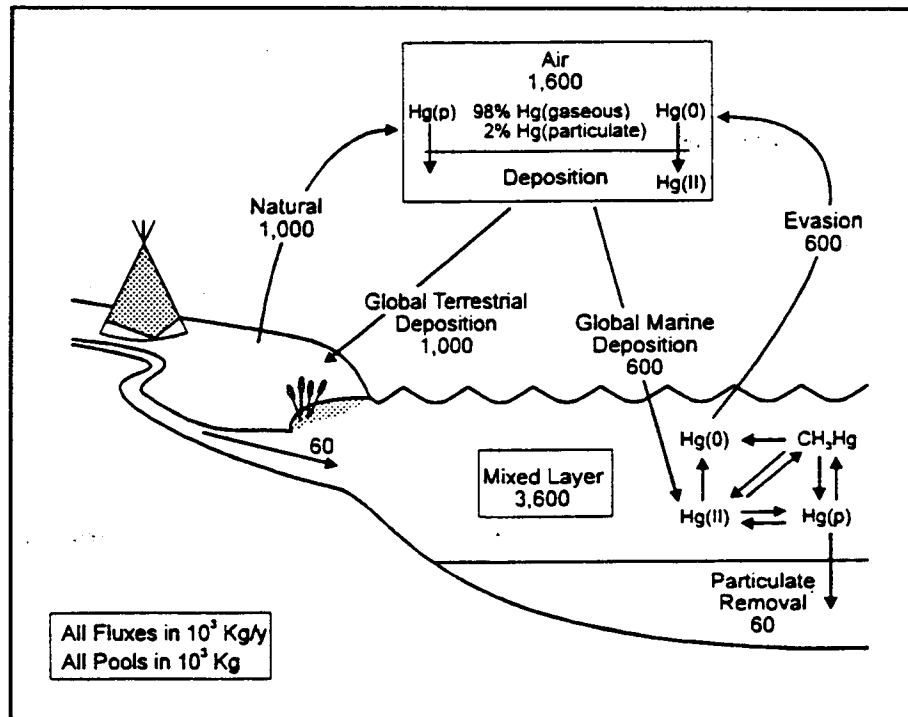 Air
1,600
Hg(p) 98% Hg(gaseous) Hg(0)
2% Hg(particulate)
Deposition Hg(II)
Natural
1,000
Evasion
600
Global Terrestrial
Deposition
1,000
Global Marine
Deposition
600
60
Mixed Layer
3,600
Hg(0) CH₃Hg
Hg(II) Hg(p)
Particulate
Removal
60
All Fluxes in 10³ Kg/y
All Pools in 10³ Kg